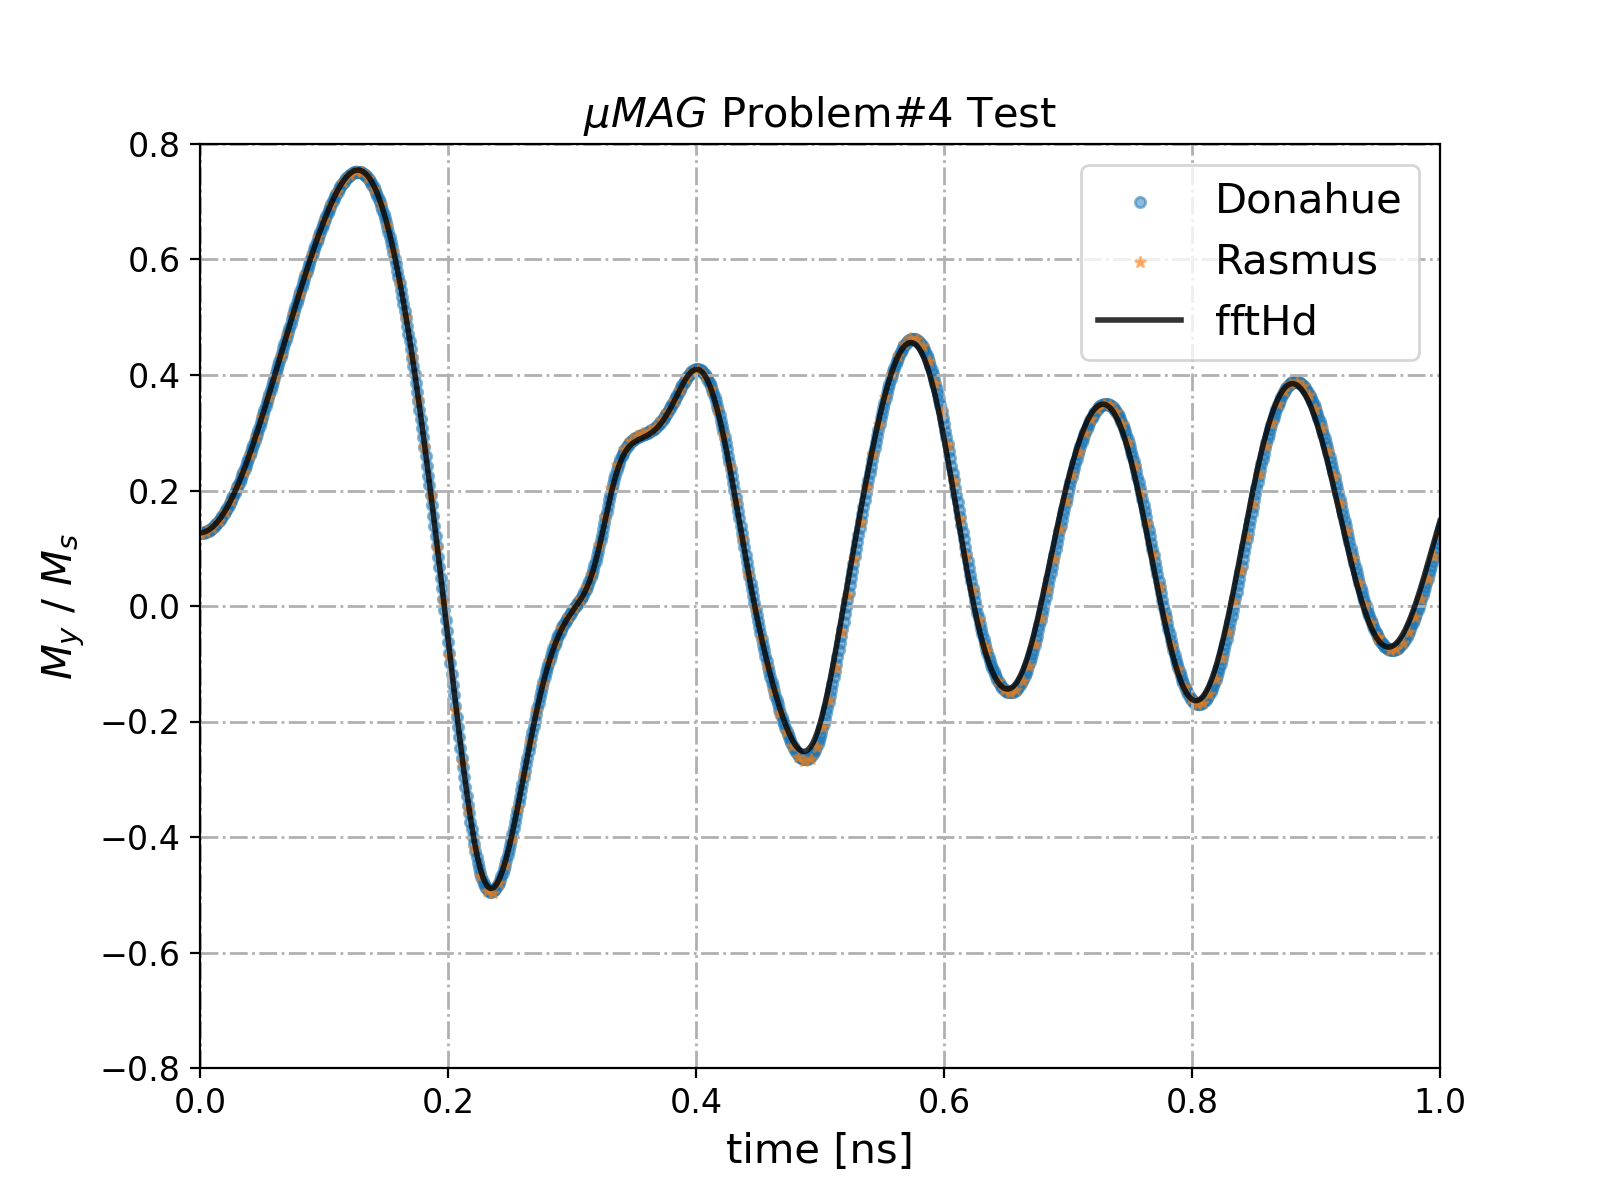 μMAG Problem#4 Test
0.8
0.6
0.4
0.2
0.0
−0.2
−0.4
−0.6
−0.8
M_y / M_s
Donahue
Rasmus
fftHd
0.0 0.2 0.4 0.6 0.8 1.0
time [ns]